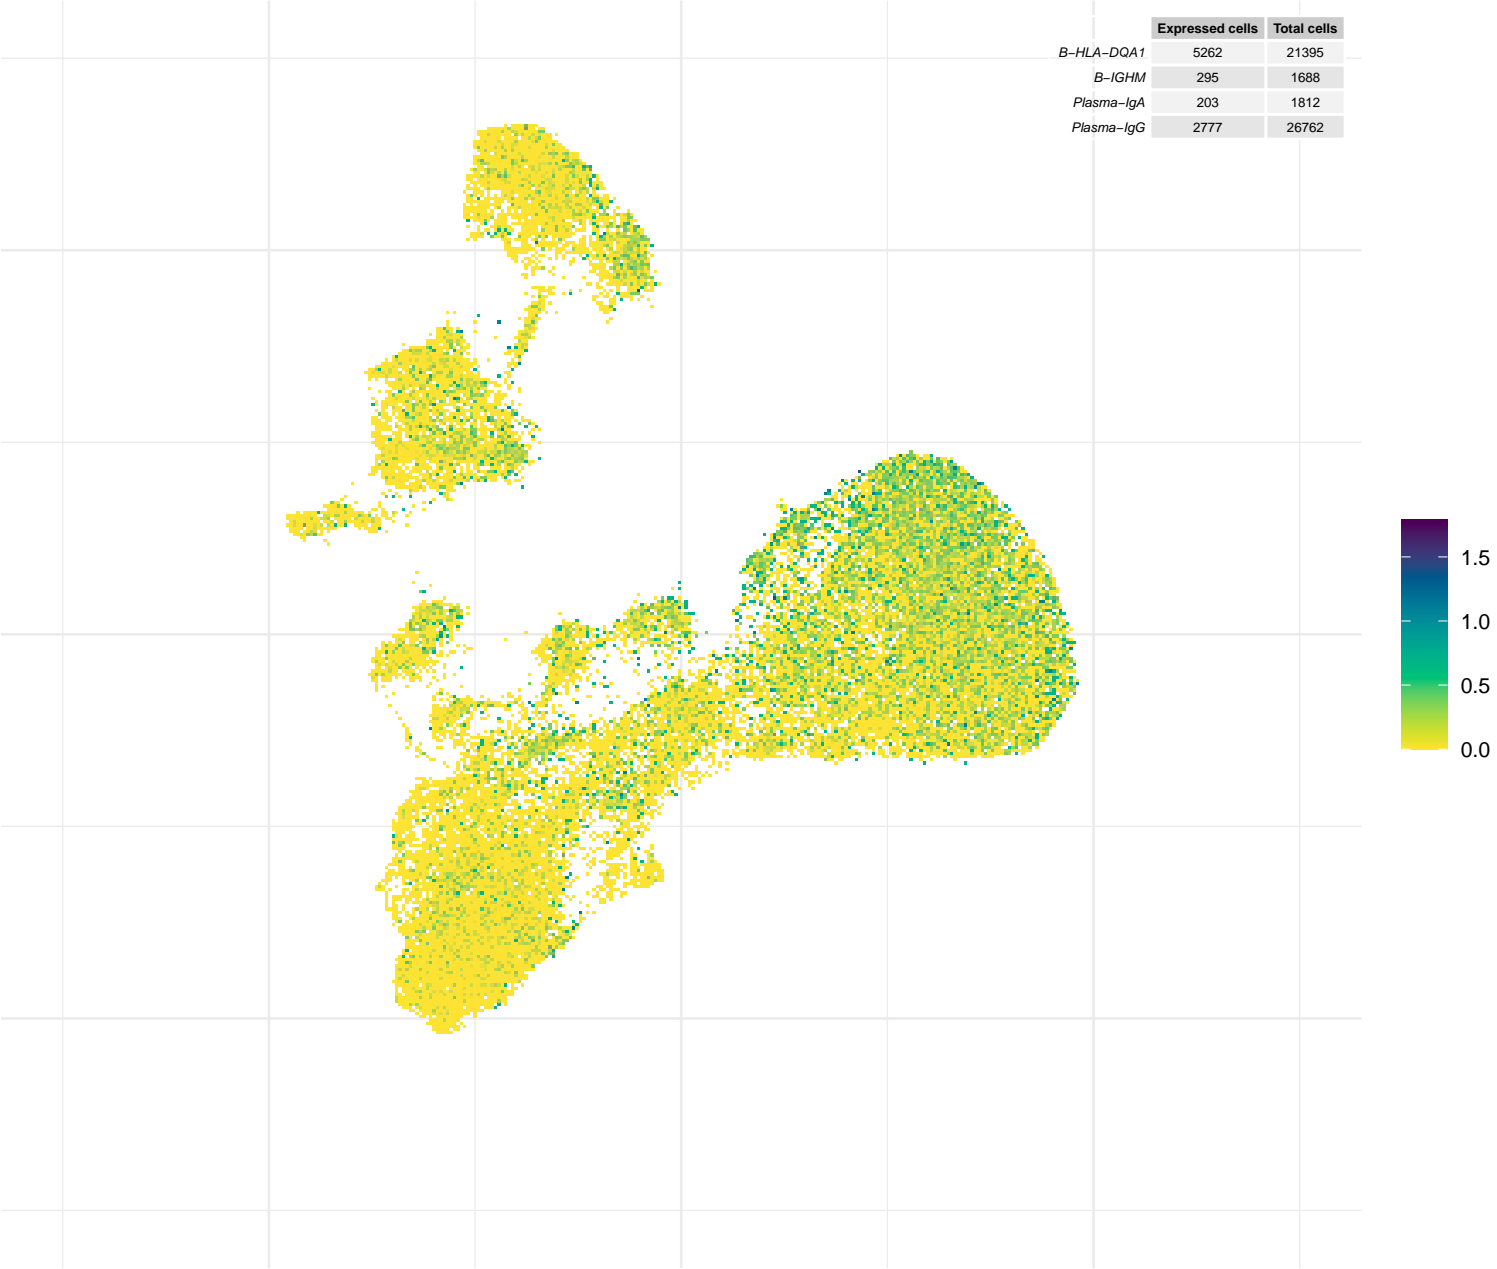 Expressed cells Total cells
B−HLA−DQA1 5262 21395
B−IGHM 295 1688
Plasma−IgA 203 1812
Plasma−IgG 2777 26762
1.5
1.0
0.5
0.0